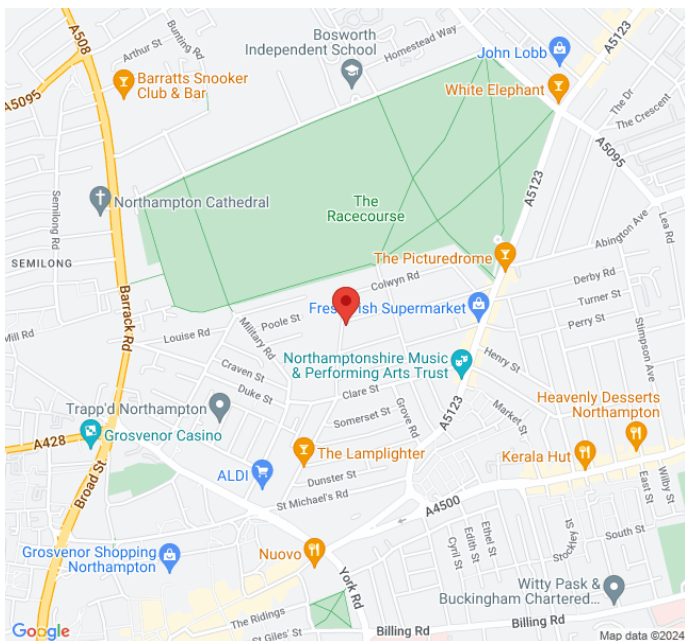 A508
Bunting Rd
Arthur St
Bosworth
Independent School
Homestead Way
John Lobb
A5123
A5095
Barratts Snooker
Club & Bar
White Elephant
The Dr
The Crescent
A5095
Semilong Rd
Northampton Cathedral
The
Racecourse
A5123
Lea Rd
SEMILONG
Barrack Rd
The Picturedrome
Abington Ave
Colwyn Rd
Derby Rd
Turner St
Mill Rd
Louise Rd
Military Rd
Poole St
Supermarket
Perry St
Stimpson Ave
Craven St
Northamptonshire Music
& Performing Arts Trust
Henry St
Duke St
Clare St
Trapp'd Northampton
Grove Rd
A5123
Market St
Heavenly Desserts
Northampton
Somerset St
Grosvenor Casino
A428
Broad St
The Lamplighter
Kerala Hut
ALDI
Dunster St
St Michael's Rd
A4500
East St
Wilby St
Ethel St
Edith St
Cyril St
Stockley St
South St
Grosvenor Shopping
Northampton
Nuovo
York Rd
Witty Pask &
Buckingham Chartered...
The Ridings
St Giles' St
Billing Rd
Billing Rd
Google
Map data ©2024